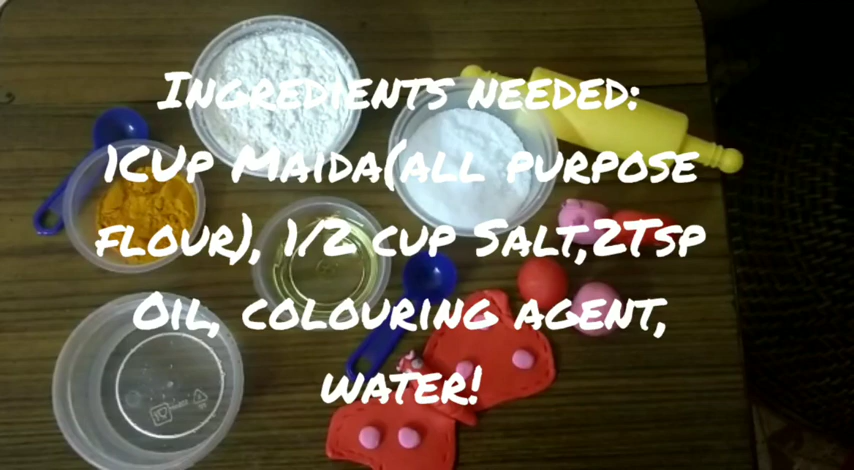 Ingredients needed:
1Cup Maida(all purpose
flour), 1/2 cup Salt,2Tsp
Oil, colouring agent,
water!